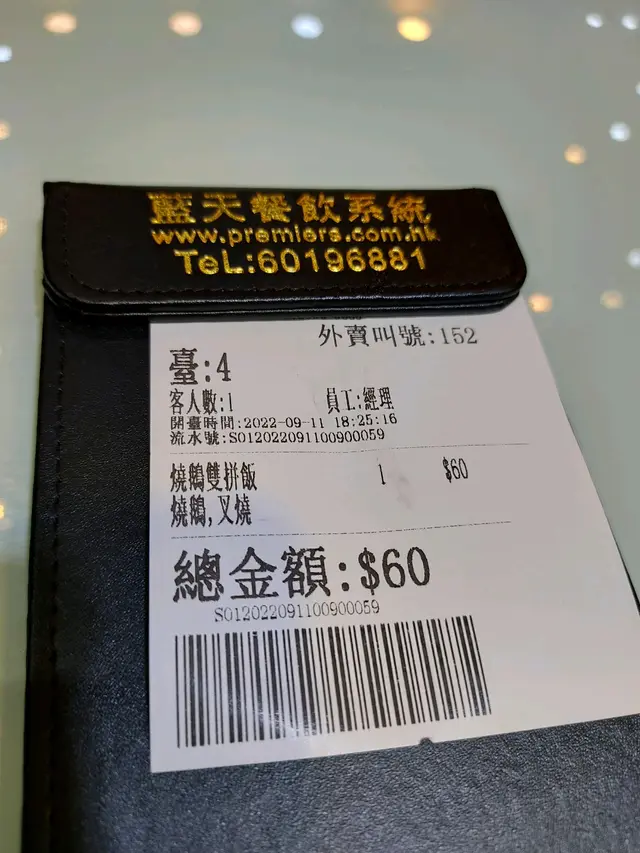 藍天餐飲系統
www.premiers.com.hk
TeL:60196881
外賣叫號:152
臺:4
客人數:1 員工:經理
開臺時間:2022-09-11 18:25:16
流水號:S012022091100900059
燒鵝雙拼飯 1 $60
燒鵝,叉燒
總金額:$60
S012022091100900059